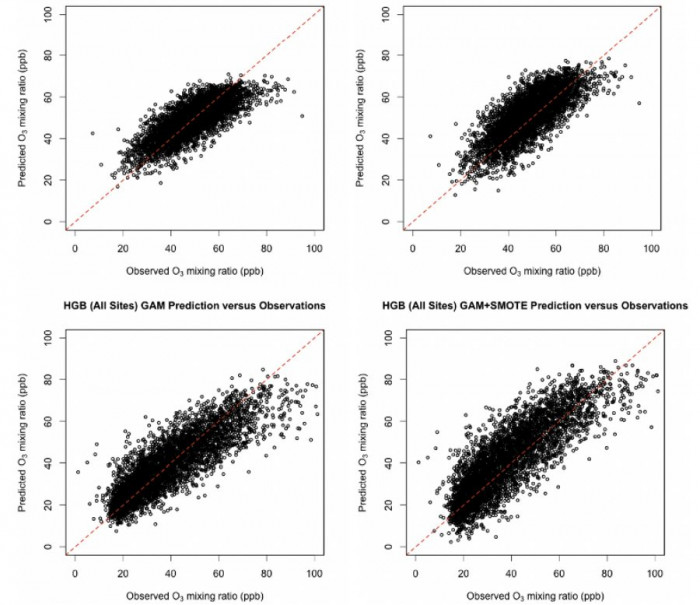 100
80
60
40
20
0
Predicted O₃ mixing ratio (ppb)
0 20 40 60 80 100
Observed O₃ mixing ratio (ppb)
100
80
60
40
20
0
Predicted O₃ mixing ratio (ppb)
0 20 40 60 80 100
Observed O₃ mixing ratio (ppb)
HGB (All Sites) GAM Prediction versus Observations
100
80
60
40
20
0
Predicted O₃ mixing ratio (ppb)
0 20 40 60 80 100
Observed O₃ mixing ratio (ppb)
HGB (All Sites) GAM+SMOTE Prediction versus Observations
100
80
60
40
20
0
Predicted O₃ mixing ratio (ppb)
0 20 40 60 80 100
Observed O₃ mixing ratio (ppb)